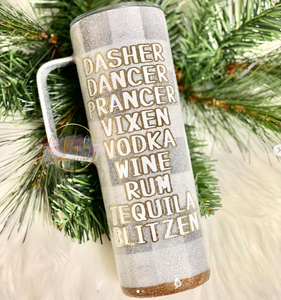 DASHER
DANCER
PRANCER
VIXEN
VODKA
WINE
RUM
TEQUILA
BLITZEN